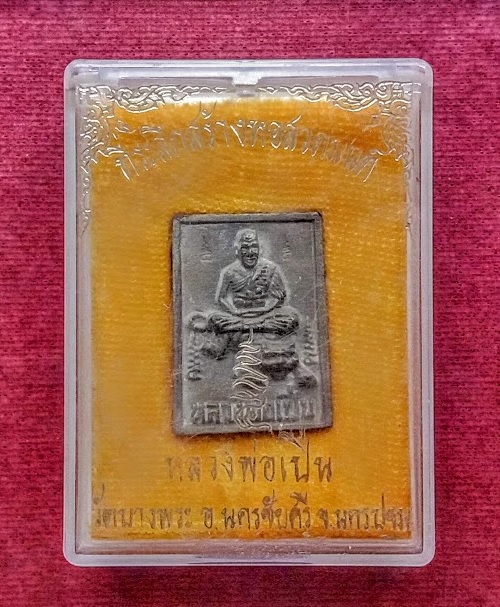 ที่ระลึกสร้างหอสวดมนต์
หลวงพ่อเปิ่น
หลวงพ่อเปิ่น
วัดบางพระ อ.นครชัยศรี จ.นครปฐม